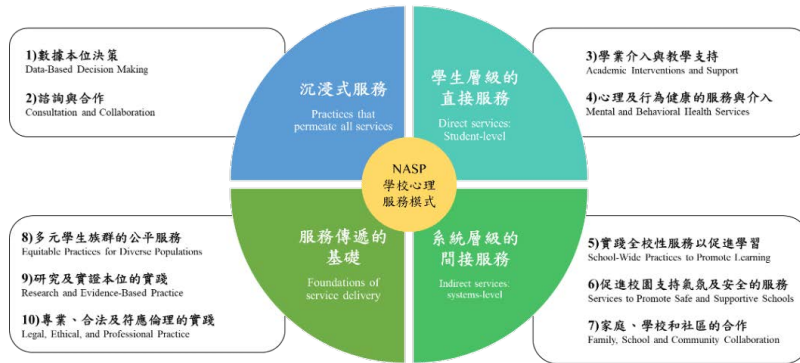 1)數據本位決策
Data-Based Decision Making
2)諮詢與合作
Consultation and Collaboration
沉浸式服務
Practices that
permeate all services
學生層級的
直接服務
Direct services:
Student-level
3)學業介入與教學支持
Academic Interventions and Support
4)心理及行為健康的服務與介入
Mental and Behavioral Health Services
NASP
學校心理
服務模式
8)多元學生族群的公平服務
Equitable Practices for Diverse Populations
9)研究及實證本位的實踐
Research and Evidence-Based Practice
10)專業、合法及符應倫理的實踐
Legal, Ethical, and Professional Practice
服務傳遞的
基礎
Foundations of
service delivery
系統層級的
間接服務
Indirect services:
systems-level
5)實踐全校性服務以促進學習
School-Wide Practices to Promote Learning
6)促進校園支持氣氛及安全的服務
Services to Promote Safe and Supportive Schools
7)家庭、學校和社區的合作
Family, School and Community Collaboration